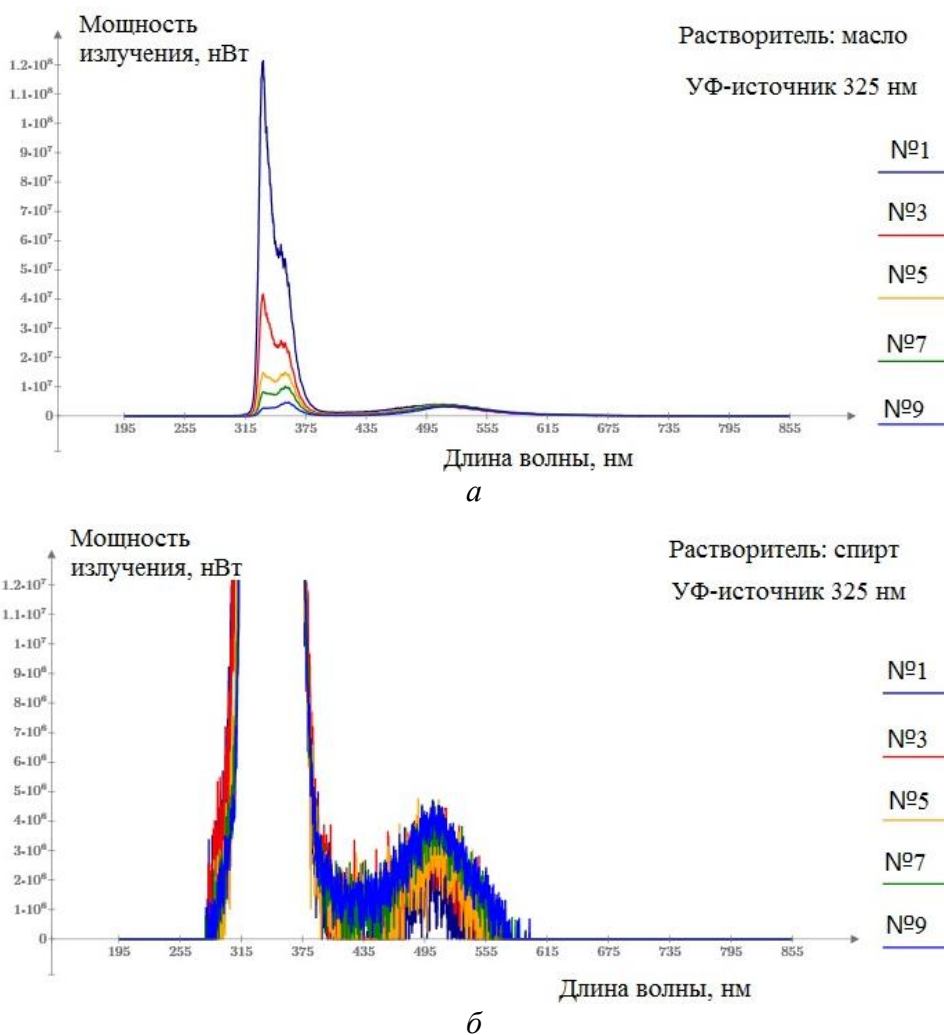 Мощность
излучения, нВт
Растворитель: масло
УФ-источник 325 нм
1.2·10⁸
1.1·10⁸
1·10⁸
9·10⁷
8·10⁷
7·10⁷
6·10⁷
5·10⁷
4·10⁷
3·10⁷
2·10⁷
1·10⁷
0
№1
№3
№5
№7
№9
195 255 315 375 435 495 555 615 675 735 795 855
Длина волны, нм
а
Мощность
излучения, нВт
Растворитель: спирт
УФ-источник 325 нм
1.2·10⁷
1.1·10⁷
1·10⁷
9·10⁶
8·10⁶
7·10⁶
6·10⁶
5·10⁶
4·10⁶
3·10⁶
2·10⁶
1·10⁶
0
№1
№3
№5
№7
№9
195 255 315 375 435 495 555 615 675 735 795 855
Длина волны, нм
б